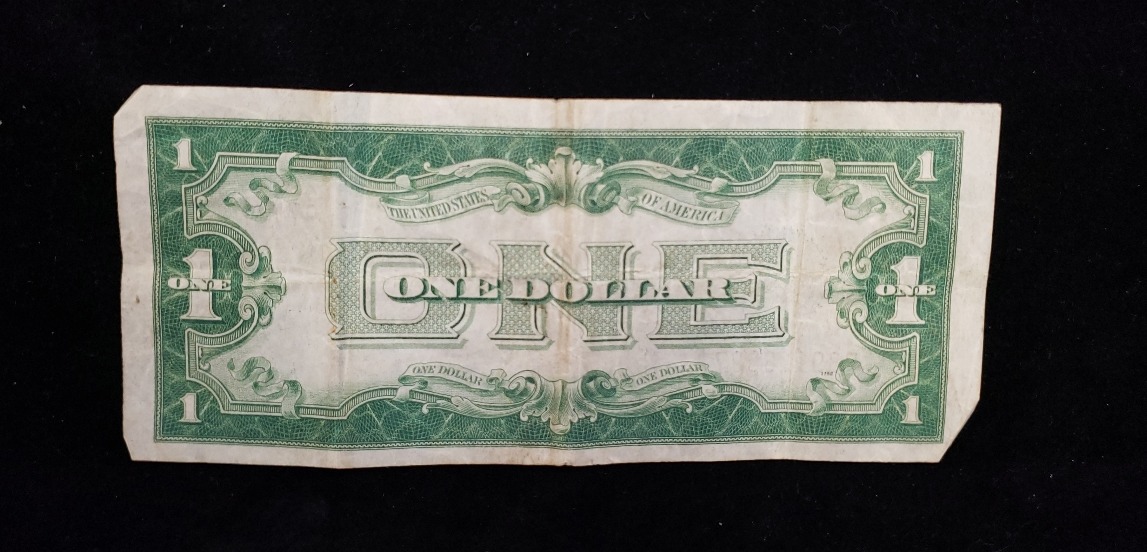 1 1
THE UNITED STATES OF AMERICA
ONE
ONE DOLLAR
1 ONE 1 ONE
ONE DOLLAR ONE DOLLAR
1 1